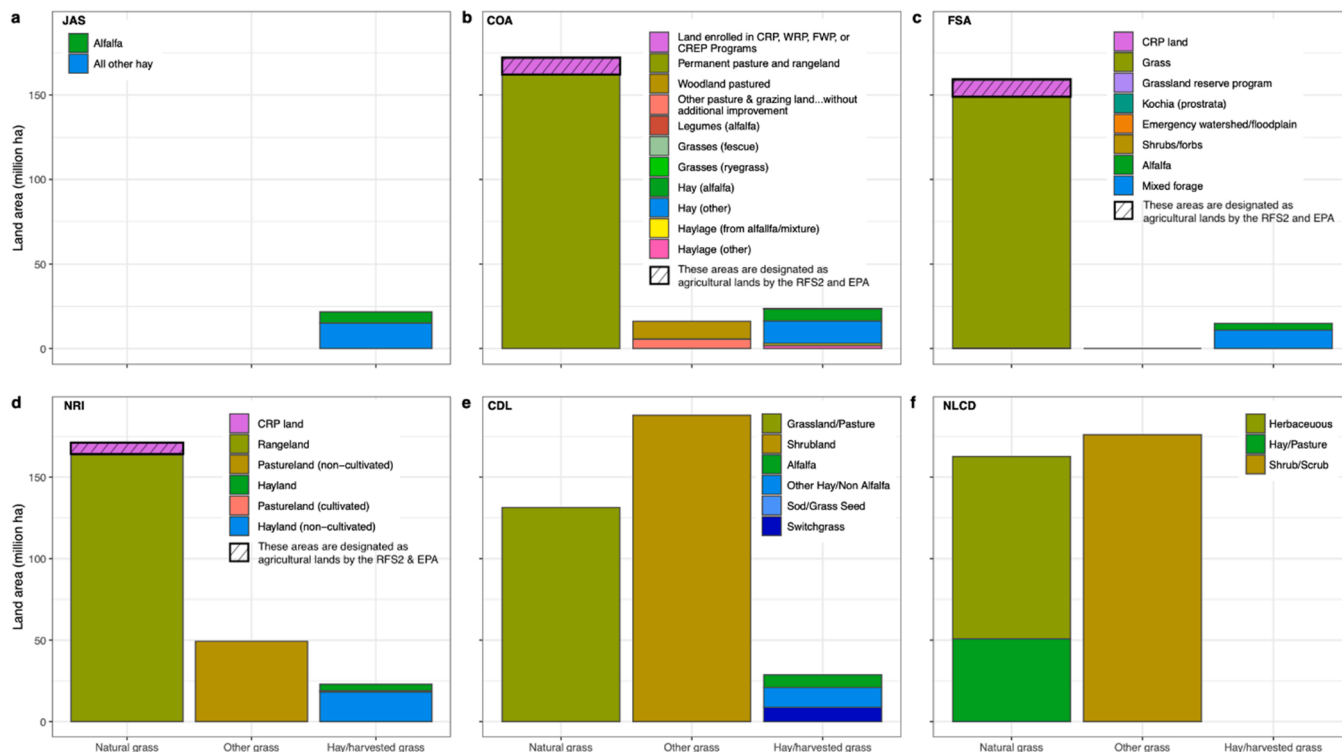 a JAS
Alfalfa
All other hay
Land area (million ha)
150
100
50
0
b COA
Land enrolled in CRP, WRP, FWP, or
CREP Programs
Permanent pasture and rangeland
Woodland pastured
Other pasture & grazing land...without
additional improvement
Legumes (alfalfa)
Grasses (fescue)
Grasses (ryegrass)
Hay (alfalfa)
Hay (other)
Haylage (from alfallfa/mixture)
Haylage (other)
These areas are designated as
agricultural lands by the RFS2 and EPA
c FSA
CRP land
Grass
Grassland reserve program
Kochia (prostrata)
Emergency watershed/floodplain
Shrubs/forbs
Alfalfa
Mixed forage
These areas are designated as
agricultural lands by the RFS2 and EPA
d NRI
CRP land
Rangeland
Pastureland (non-cultivated)
Hayland
Pastureland (cultivated)
Hayland (non-cultivated)
These areas are designated as
agricultural lands by the RFS2 & EPA
Land area (million ha)
150
100
50
0
Natural grass Other grass Hay/harvested grass
e CDL
Grassland/Pasture
Shrubland
Alfalfa
Other Hay/Non Alfalfa
Sod/Grass Seed
Switchgrass
Natural grass Other grass Hay/harvested grass
f NLCD
Herbaceuous
Hay/Pasture
Shrub/Scrub
Natural grass Other grass Hay/harvested grass